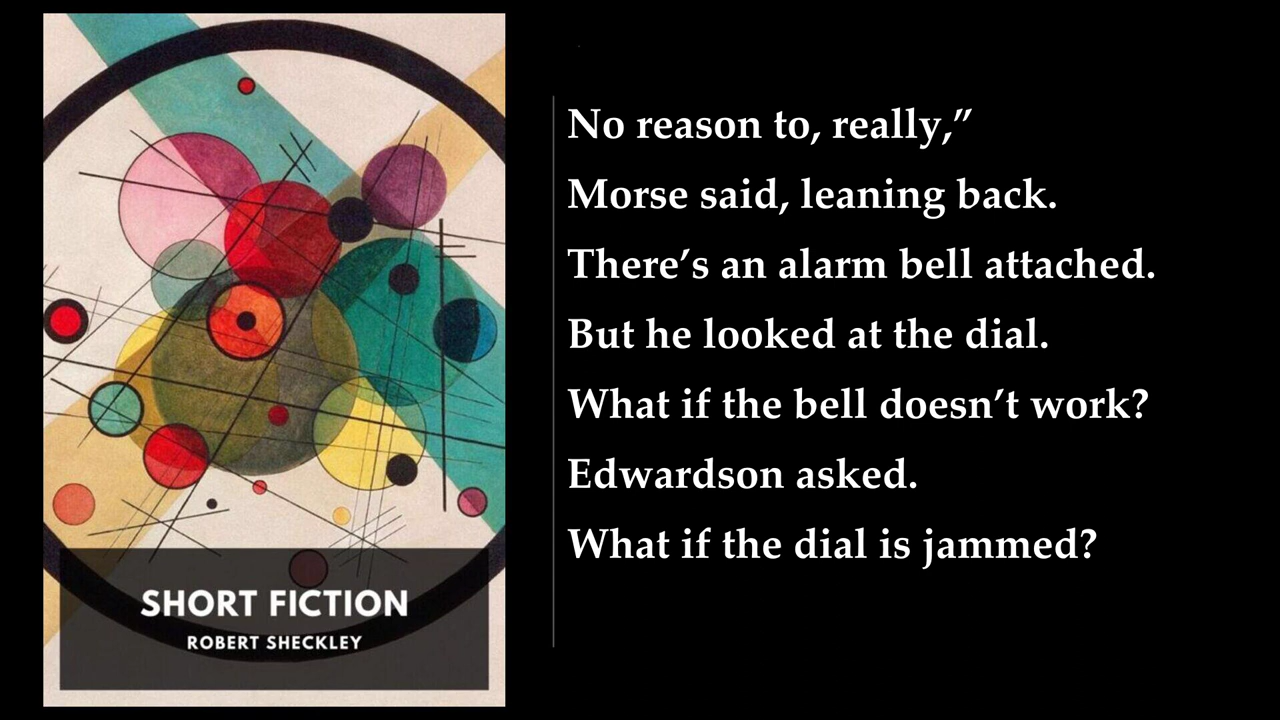 No reason to, really,”
Morse said, leaning back.
There’s an alarm bell attached.
But he looked at the dial.
What if the bell doesn’t work?
Edwardson asked.
What if the dial is jammed?
SHORT FICTION
ROBERT SHECKLEY